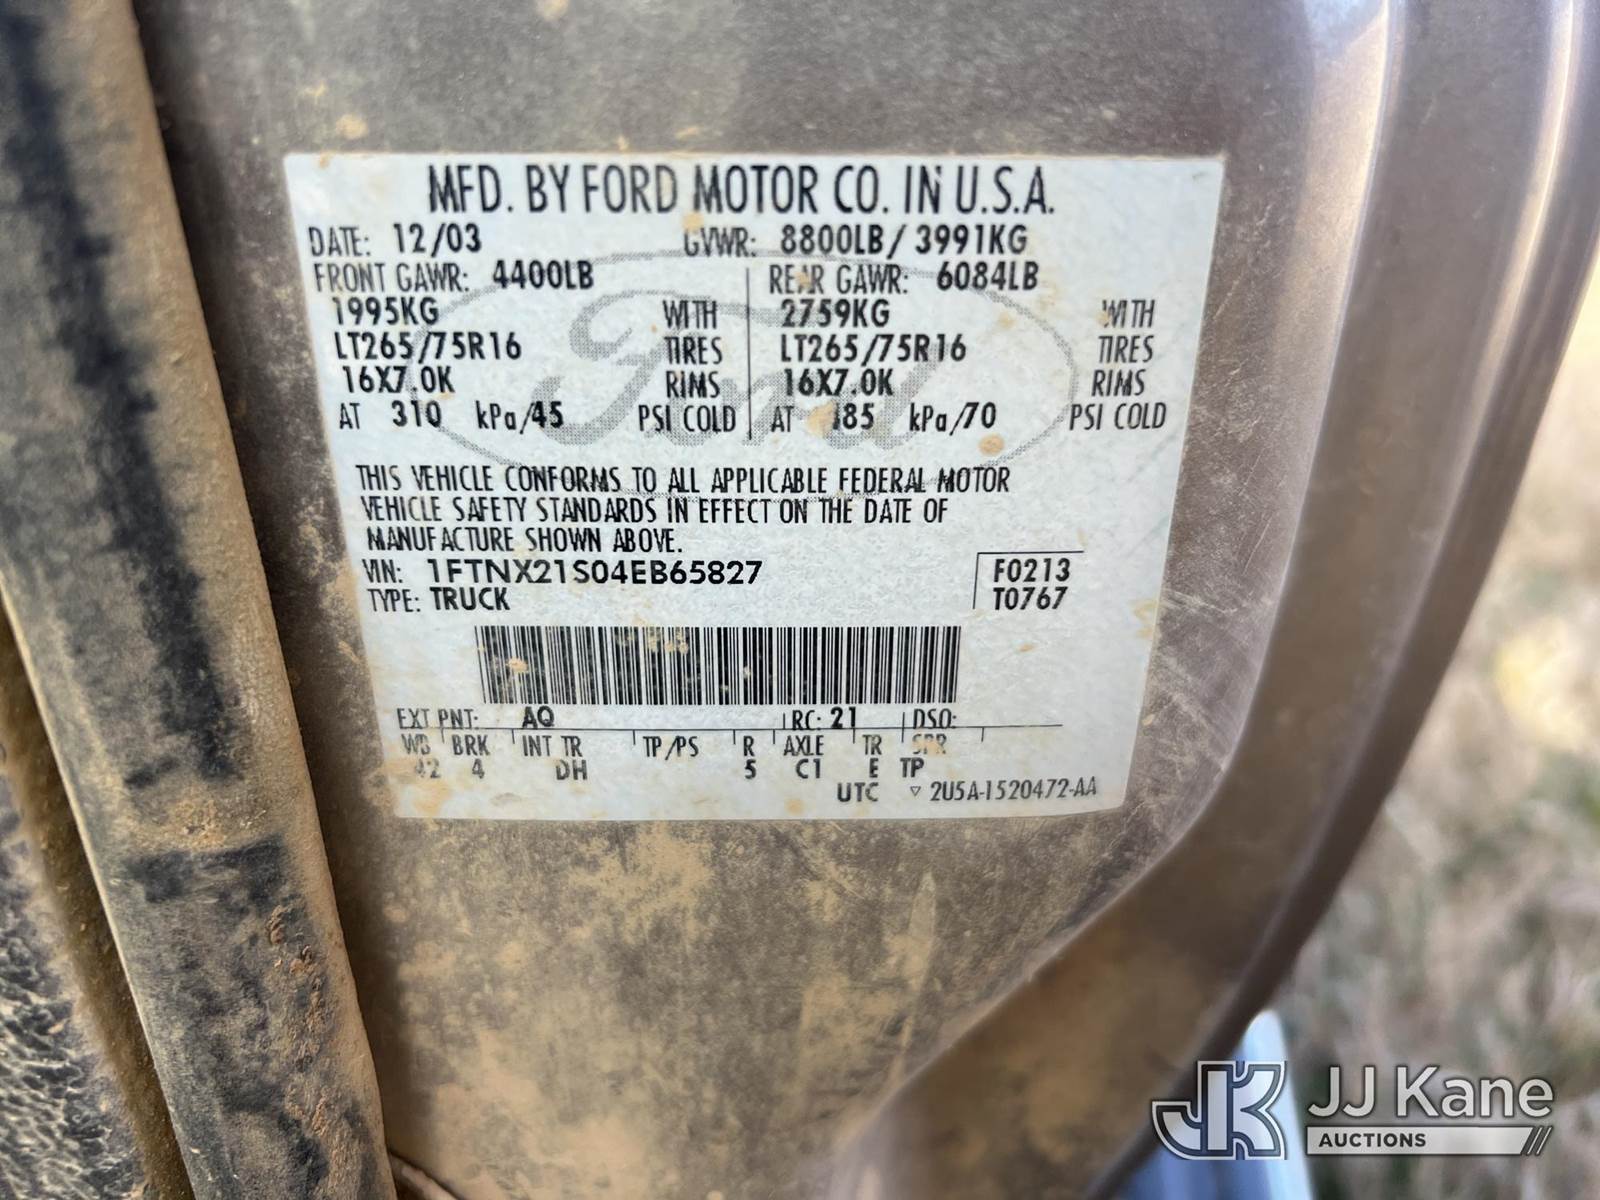 MFD. BY FORD MOTOR CO. IN U.S.A.
DATE: 12/03 GVWR: 8800LB / 3991KG
FRONT GAWR: 4400LB REAR GAWR: 6084LB
1995KG WITH 2759KG WITH
LT265/75R16 TIRES LT265/75R16 TIRES
16X7.0K RIMS 16X7.0K RIMS
AT 310 kPa/45 PSI COLD AT 485 kPa/70 PSI COLD
Ford
THIS VEHICLE CONFORMS TO ALL APPLICABLE FEDERAL MOTOR
VEHICLE SAFETY STANDARDS IN EFFECT ON THE DATE OF
MANUFACTURE SHOWN ABOVE.
VIN: 1FTNX21S04EB65827 F0213
TYPE: TRUCK T0767
EXT PNT: AQ RC: 21 DSO:
WB BRK INT TR TP/PS R AXLE TR SPR
42 4 DH 5 C1 E TP
UTC ▽ 2U5A-1520472-AA
JK JJ Kane
AUCTIONS